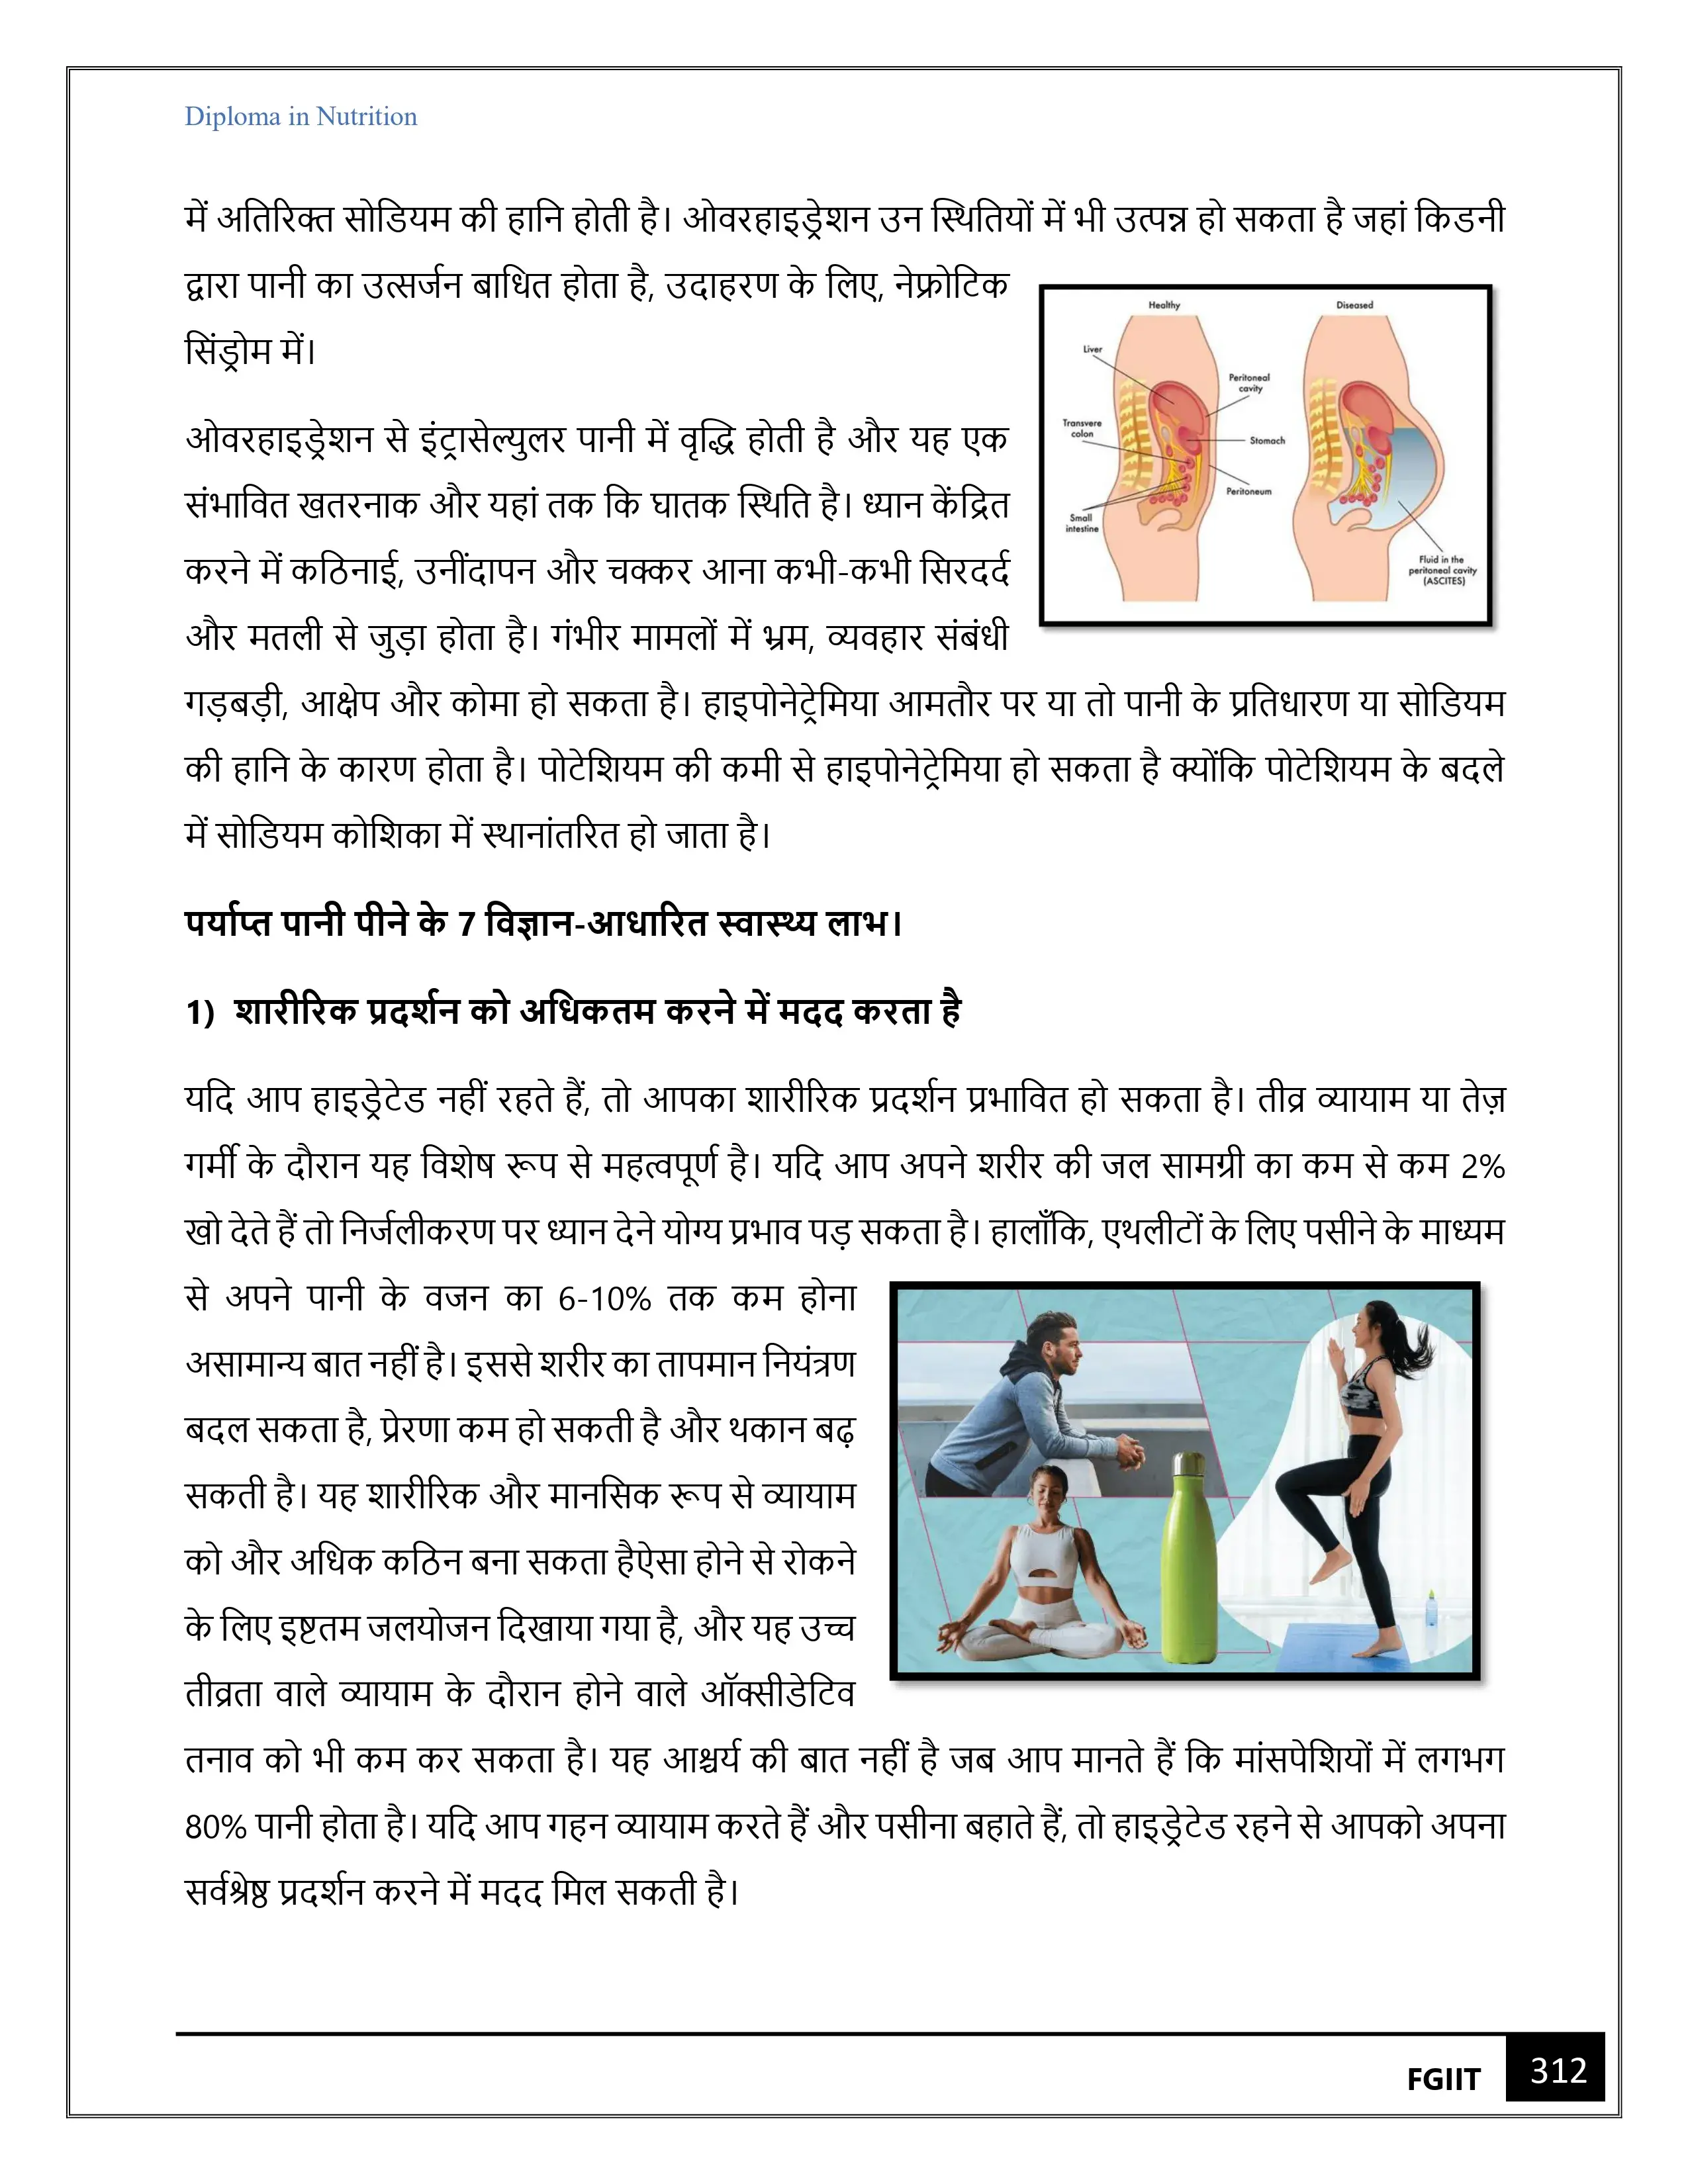 Diploma in Nutrition
में अतिरिक्त सोडियम की हानि होती है। ओवरहाइड्रेशन उन स्थितियों में भी उत्पन्न हो सकता है जहां किडनी
द्वारा पानी का उत्सर्जन बाधित होता है, उदाहरण के लिए, नेफ्रोटिक
सिंड्रोम में।
Healthy
Diseased
Liver
Peritoneal
cavity
Transvere
colon
Stomach
Peritoneum
Small
intestine
Fluid in the
peritoneal cavity
(ASCITES)
ओवरहाइड्रेशन से इंट्रासेल्युलर पानी में वृद्धि होती है और यह एक
संभावित खतरनाक और यहां तक कि घातक स्थिति है। ध्यान केंद्रित
करने में कठिनाई, उनींदापन और चक्कर आना कभी-कभी सिरदर्द
और मतली से जुड़ा होता है। गंभीर मामलों में भ्रम, व्यवहार संबंधी
गड़बड़ी, आक्षेप और कोमा हो सकता है। हाइपोनेट्रेमिया आमतौर पर या तो पानी के प्रतिधारण या सोडियम
की हानि के कारण होता है। पोटेशियम की कमी से हाइपोनेट्रेमिया हो सकता है क्योंकि पोटेशियम के बदले
में सोडियम कोशिका में स्थानांतरित हो जाता है।
पर्याप्त पानी पीने के 7 विज्ञान-आधारित स्वास्थ्य लाभ।
1) शारीरिक प्रदर्शन को अधिकतम करने में मदद करता है
यदि आप हाइड्रेटेड नहीं रहते हैं, तो आपका शारीरिक प्रदर्शन प्रभावित हो सकता है। तीव्र व्यायाम या तेज़
गर्मी के दौरान यह विशेष रूप से महत्वपूर्ण है। यदि आप अपने शरीर की जल सामग्री का कम से कम 2%
खो देते हैं तो निर्जलीकरण पर ध्यान देने योग्य प्रभाव पड़ सकता है। हालाँकि, एथलीटों के लिए पसीने के माध्यम
से अपने पानी के वजन का 6-10% तक कम होना
असामान्य बात नहीं है। इससे शरीर का तापमान नियंत्रण
बदल सकता है, प्रेरणा कम हो सकती है और थकान बढ़
सकती है। यह शारीरिक और मानसिक रूप से व्यायाम
को और अधिक कठिन बना सकता हैऐसा होने से रोकने
के लिए इष्टतम जलयोजन दिखाया गया है, और यह उच्च
तीव्रता वाले व्यायाम के दौरान होने वाले ऑक्सीडेटिव
तनाव को भी कम कर सकता है। यह आश्चर्य की बात नहीं है जब आप मानते हैं कि मांसपेशियों में लगभग
80% पानी होता है। यदि आप गहन व्यायाम करते हैं और पसीना बहाते हैं, तो हाइड्रेटेड रहने से आपको अपना
सर्वश्रेष्ठ प्रदर्शन करने में मदद मिल सकती है।
FGIIT 312